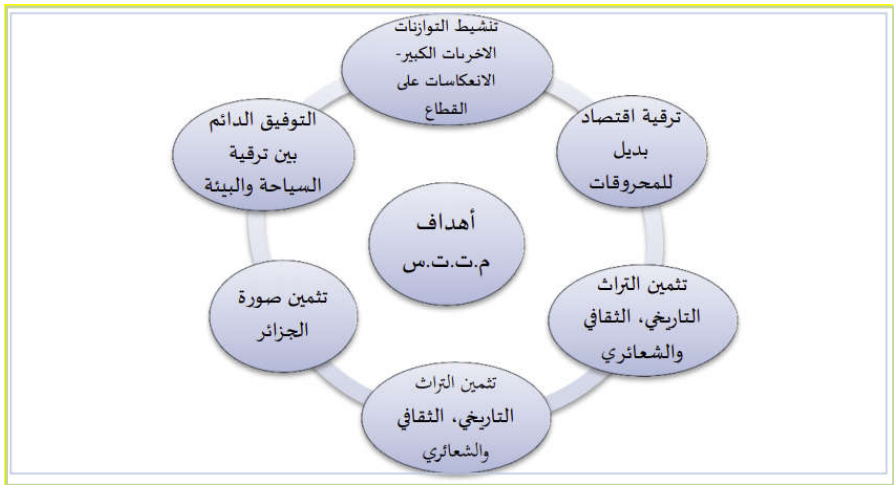 تنشيط التوازنات
الاخربات الكبير-
الانعكاسات على
القطاع
ترقية اقتصاد
بديل
للمحروقات
تثمين التراث
التاريخي، الثقافي
والشعائري
تثمين التراث
التاريخي، الثقافي
والشعائري
تثمين صورة
الجزائر
التوفيق الدائم
بين ترقية
السياحة والبيئة
أهداف
م.ت.ت.س